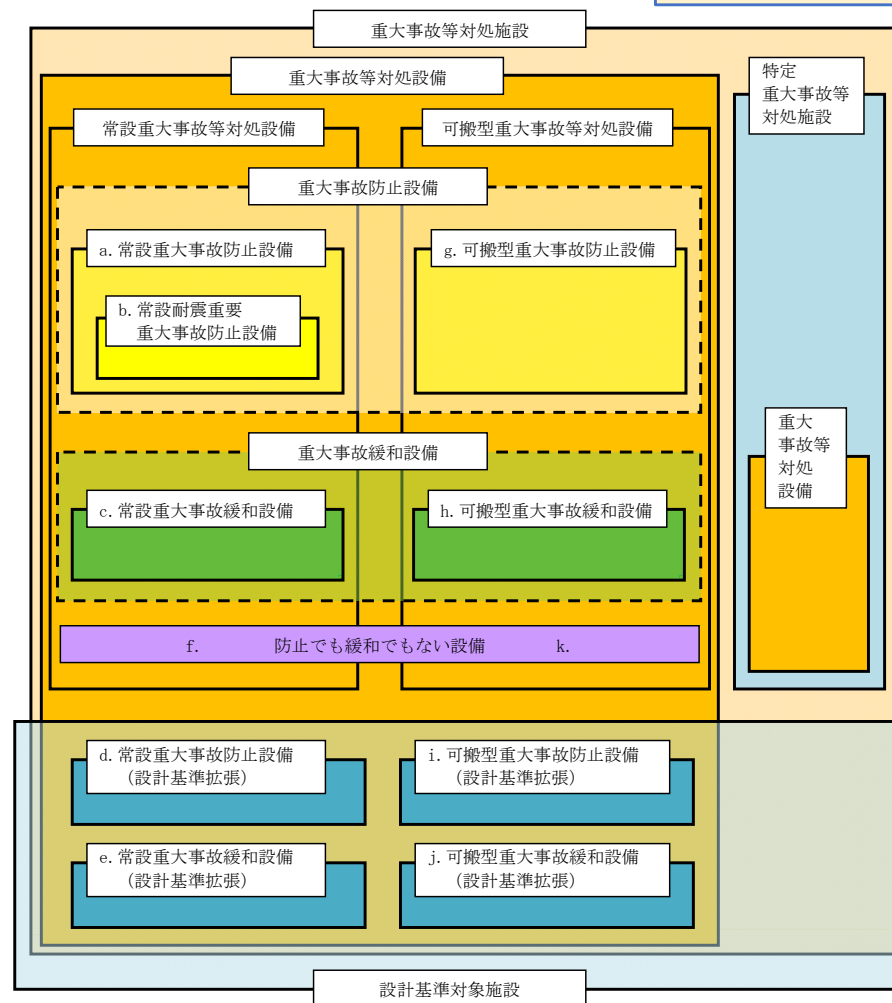 重大事故等対処施設
重大事故等対処設備
特定
重大事故等
対処施設
常設重大事故等対処設備
可搬型重大事故等対処設備
重大事故防止設備
a.常設重大事故防止設備
g.可搬型重大事故防止設備
b.常設耐震重要
重大事故防止設備
重大事故緩和設備
重大
事故等
対処
設備
c.常設重大事故緩和設備
h.可搬型重大事故緩和設備
f. 防止でも緩和でもない設備 k.
d.常設重大事故防止設備
(設計基準拡張)
i.可搬型重大事故防止設備
(設計基準拡張)
e.常設重大事故緩和設備
(設計基準拡張)
j.可搬型重大事故緩和設備
(設計基準拡張)
設計基準対象施設